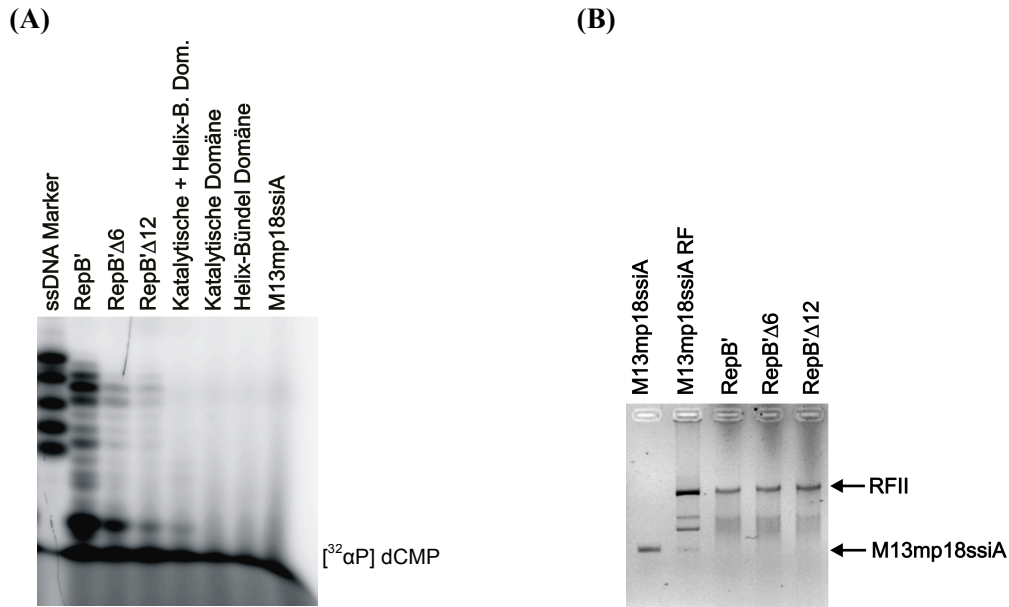 (A)
ssDNA Marker
RepB'
RepB'Δ6
RepB'Δ12
Katalytische + Helix-B. Dom.
Katalytische Domäne
Helix-Bündel Domäne
M13mp18ssiA
[³²αP] dCMP
(B)
M13mp18ssiA
M13mp18ssiA RF
RepB'
RepB'Δ6
RepB'Δ12
RFII
M13mp18ssiA